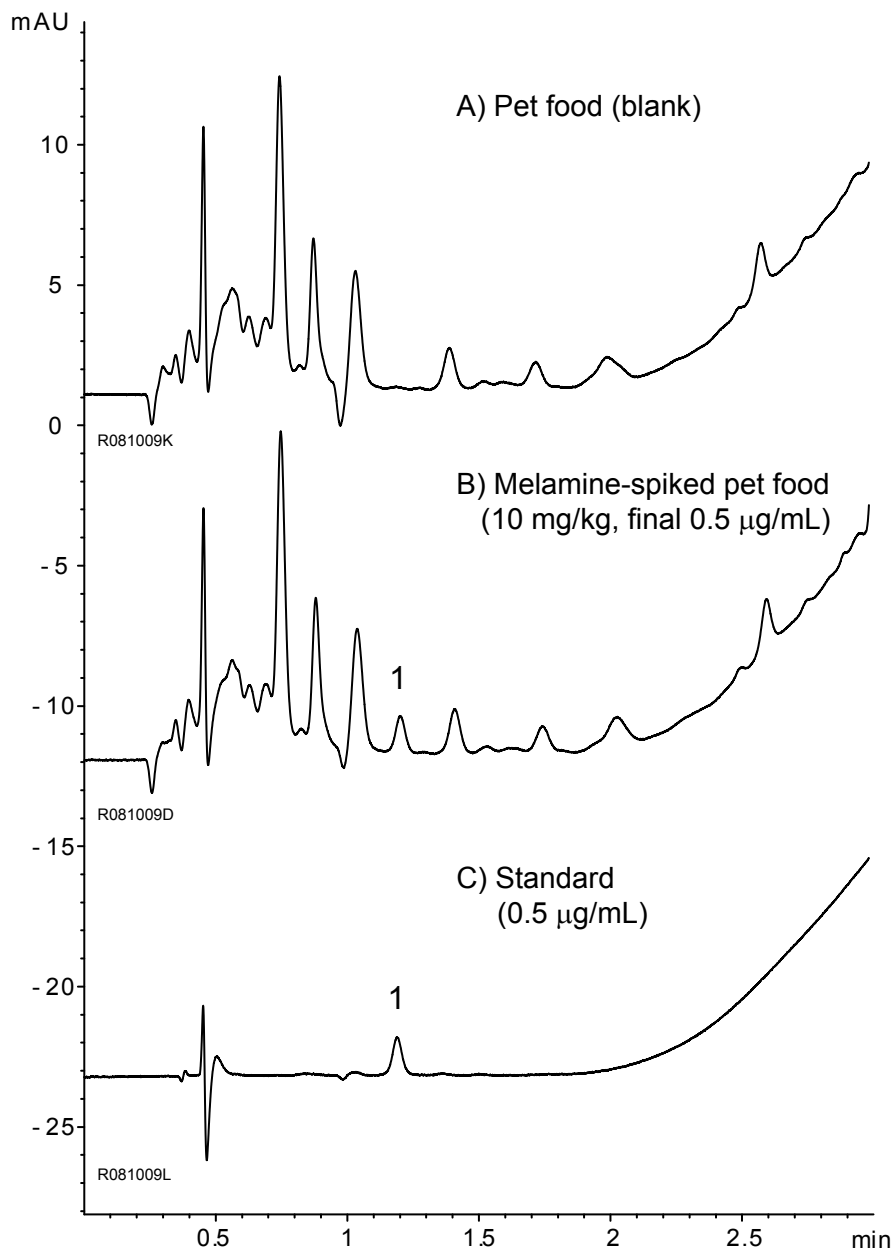 mAU
A) Pet food (blank)
10
5
0
R081009K
B) Melamine-spiked pet food
(10 mg/kg, final 0.5 μg/mL)
-5
1
-10
R081009D
-15
C) Standard
(0.5 μg/mL)
-20
1
-25
R081009L
0.5 1 1.5 2 2.5 min